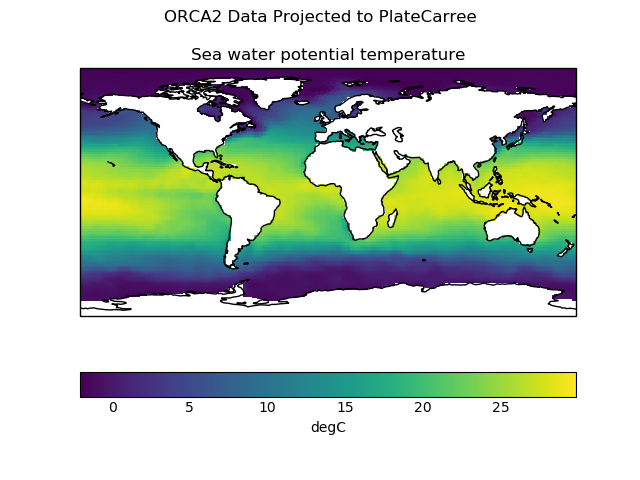 ORCA2 Data Projected to PlateCarree
Sea water potential temperature
0 5 10 15 20 25
degC